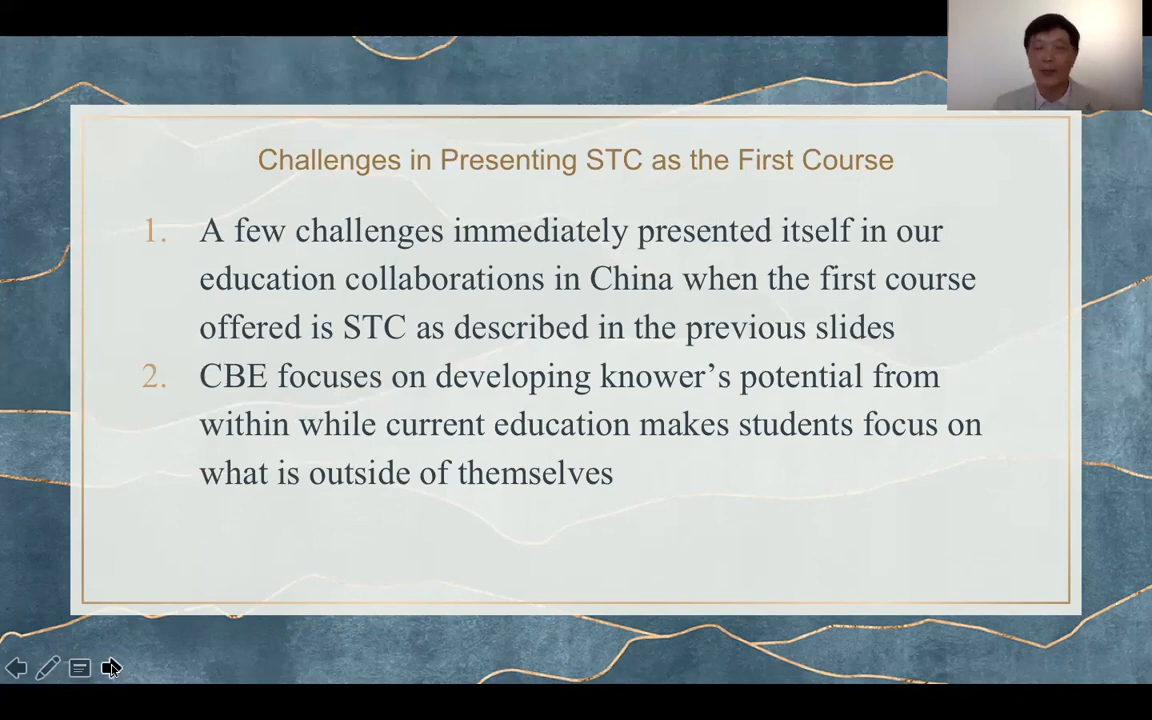 Challenges in Presenting STC as the First Course
1. A few challenges immediately presented itself in our
education collaborations in China when the first course
offered is STC as described in the previous slides
2. CBE focuses on developing knower’s potential from
within while current education makes students focus on
what is outside of themselves